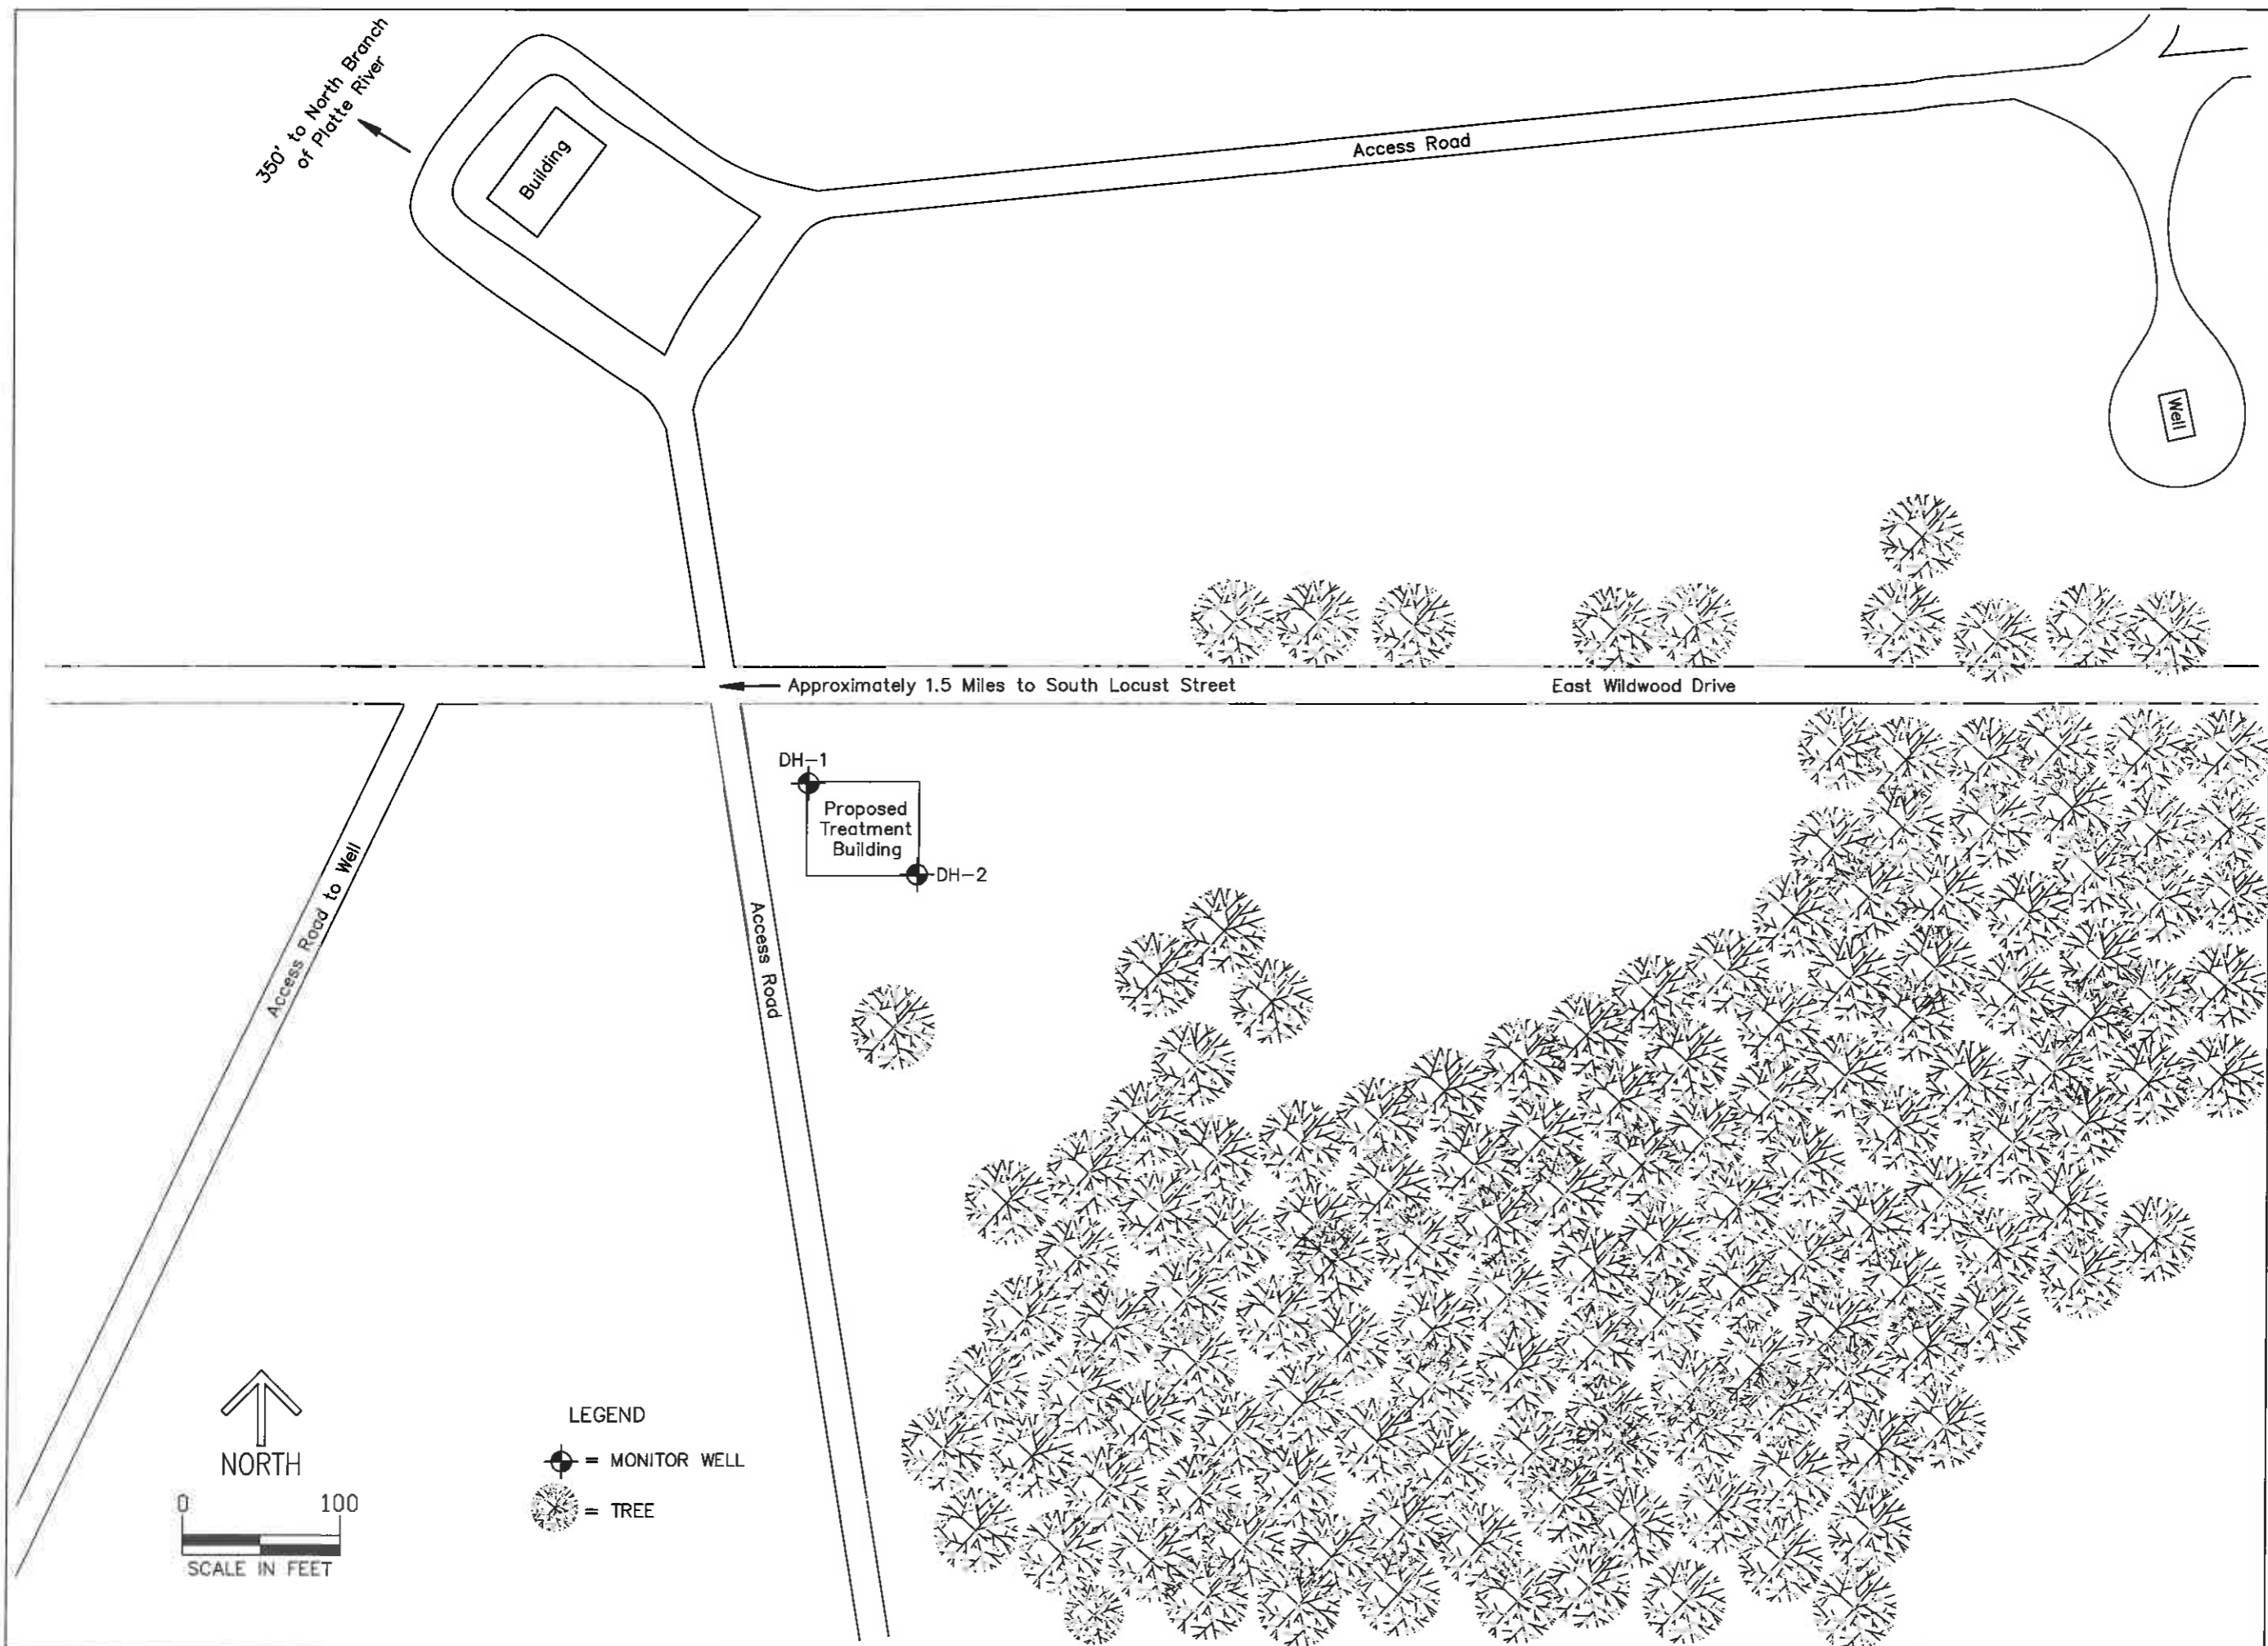 350' to North Branch
of Platte River
Building
Access Road
Well
Approximately 1.5 Miles to South Locust Street
East Wildwood Drive
DH-1
Proposed
Treatment
Building
DH-2
Access Road to Well
Access Road
NORTH
0 100
SCALE IN FEET
LEGEND
= MONITOR WELL
= TREE